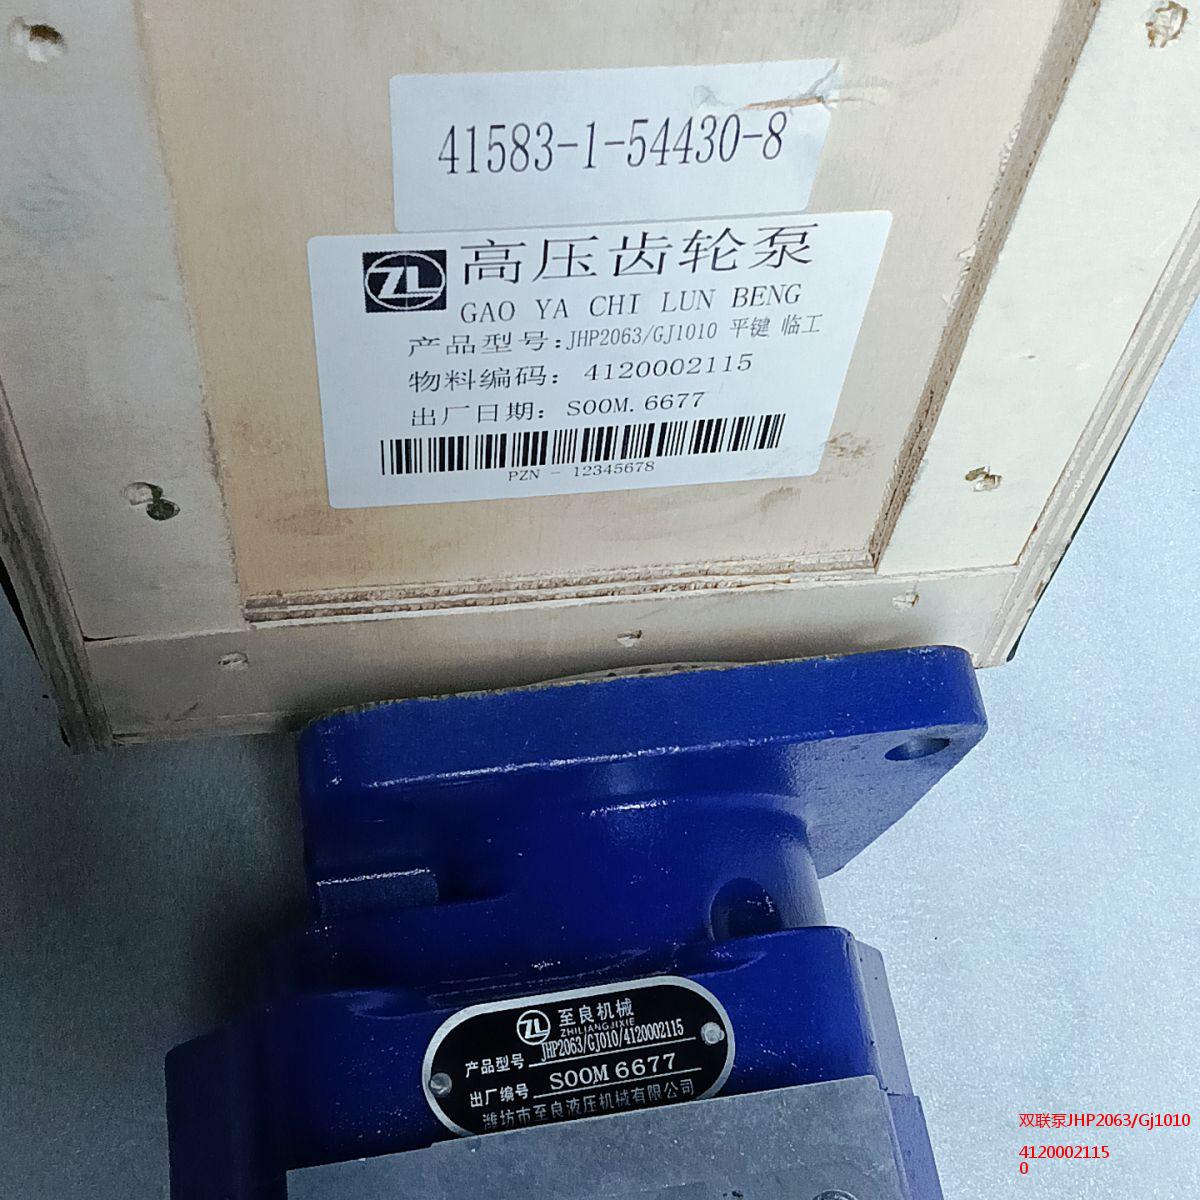 41583-1-54430-8
ZL 高压齿轮泵
GAO YA CHI LUN BENG
产品型号:JHP2063/GJ1010 平键 临工
物料编码: 4120002115
出厂日期: SOOM.6677
PZN - 12345678
ZL 至良机械
ZHILIANGJIXIE
产品型号 JHP2063/GJ010/4120002115
出厂编号 SOOM 6677
潍坊市至良液压机械有限公司
双联泵JHP2063/Gj1010
4120002115
0